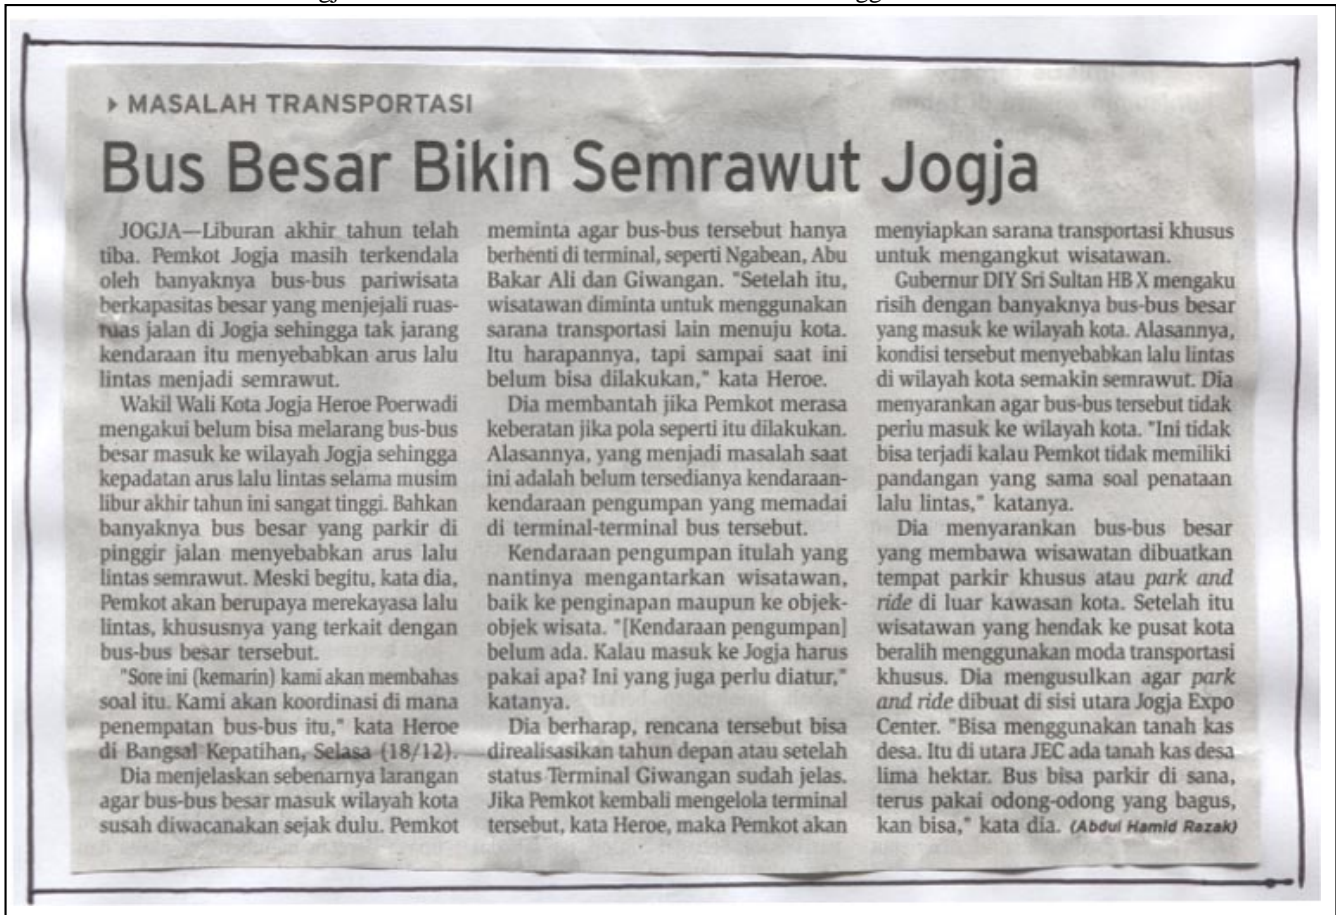 ▸ MASALAH TRANSPORTASI
Bus Besar Bikin Semrawut Jogja
JOGJA—Liburan akhir tahun telah
tiba. Pemkot Jogja masih terkendala
oleh banyaknya bus-bus pariwisata
berkapasitas besar yang menjejali ruas-
ruas jalan di Jogja sehingga tak jarang
kendaraan itu menyebabkan arus lalu
lintas menjadi semrawut.
Wakil Wali Kota Jogja Heroe Poerwadi
mengakui belum bisa melarang bus-bus
besar masuk ke wilayah Jogja sehingga
kepadatan arus lalu lintas selama musim
libur akhir tahun ini sangat tinggi. Bahkan
banyaknya bus besar yang parkir di
pinggir jalan menyebabkan arus lalu
lintas semrawut. Meski begitu, kata dia,
Pemkot akan berupaya merekayasa lalu
lintas, khususnya yang terkait dengan
bus-bus besar tersebut.
"Sore ini (kemarin) kami akan membahas
soal itu. Kami akan koordinasi di mana
penempatan bus-bus itu," kata Heroe
di Bangsal Kepatihan, Selasa (18/12).
Dia menjelaskan sebenarnya larangan
agar bus-bus besar masuk wilayah kota
susah diwacanakan sejak dulu. Pemkot
meminta agar bus-bus tersebut hanya
berhenti di terminal, seperti Ngabean, Abu
Bakar Ali dan Giwangan. "Setelah itu,
wisatawan diminta untuk menggunakan
sarana transportasi lain menuju kota.
Itu harapannya, tapi sampai saat ini
belum bisa dilakukan," kata Heroe.
Dia membantah jika Pemkot merasa
keberatan jika pola seperti itu dilakukan.
Alasannya, yang menjadi masalah saat
ini adalah belum tersedianya kendaraan-
kendaraan pengumpan yang memadai
di terminal-terminal bus tersebut.
Kendaraan pengumpan itulah yang
nantinya mengantarkan wisatawan,
baik ke penginapan maupun ke objek-
objek wisata. "[Kendaraan pengumpan]
belum ada. Kalau masuk ke Jogja harus
pakai apa? Ini yang juga perlu diatur,"
katanya.
Dia berharap, rencana tersebut bisa
direalisasikan tahun depan atau setelah
status Terminal Giwangan sudah jelas.
Jika Pemkot kembali mengelola terminal
tersebut, kata Heroe, maka Pemkot akan
menyiapkan sarana transportasi khusus
untuk mengangkut wisatawan.
Gubernur DIY Sri Sultan HB X mengaku
risih dengan banyaknya bus-bus besar
yang masuk ke wilayah kota. Alasannya,
kondisi tersebut menyebabkan lalu lintas
di wilayah kota semakin semrawut. Dia
menyarankan agar bus-bus tersebut tidak
periu masuk ke wilayah kota. "Ini tidak
bisa terjadi kalau Pemkot tidak memiliki
pandangan yang sama soal penataan
lalu lintas," katanya.
Dia menyarankan bus-bus besar
yang membawa wisawatan dibuatkan
tempat parkir khusus atau park and
ride di luar kawasan kota. Setelah itu
wisatawan yang hendak ke pusat kota
beralih menggunakan moda transportasi
khusus. Dia mengusulkan agar park
and ride dibuat di sisi utara Jogja Expo
Center. "Bisa menggunakan tanah kas
desa. Itu di utara JEC ada tanah kas desa
lima hektar. Bus bisa parkir di sana,
terus pakai odong-odong yang bagus,
kan bisa," kata dia. (Abdul Hamid Razak)